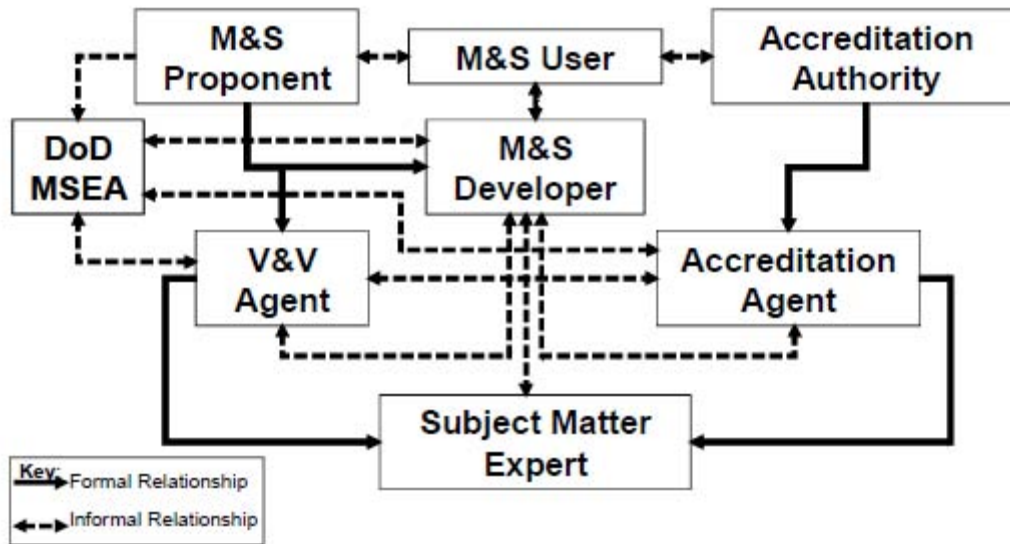 M&S
Proponent
M&S User
Accreditation
Authority
DoD
MSEA
M&S
Developer
V&V
Agent
Accreditation
Agent
Subject Matter
Expert
Key:
Formal Relationship
Informal Relationship